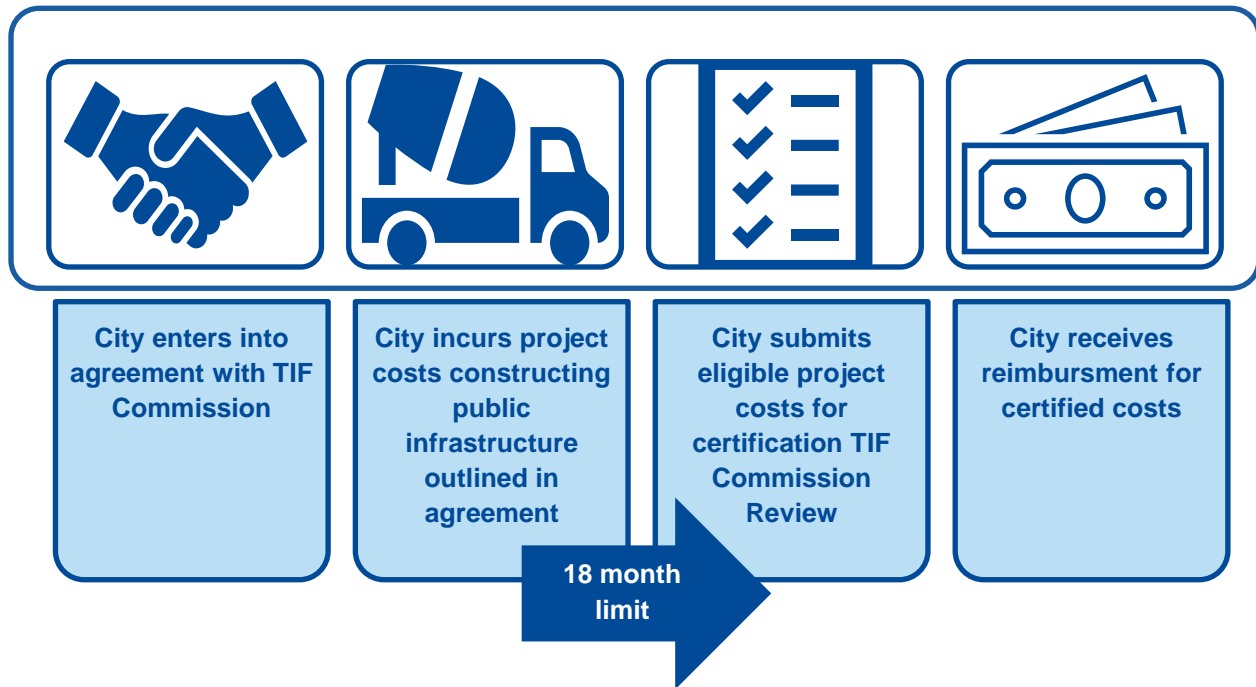 City enters into
agreement with TIF
Commission
City incurs project
costs constructing
public
infrastructure
outlined in
agreement
City submits
eligible project
costs for
certification TIF
Commission
Review
City receives
reimbursment for
certified costs
18 month
limit